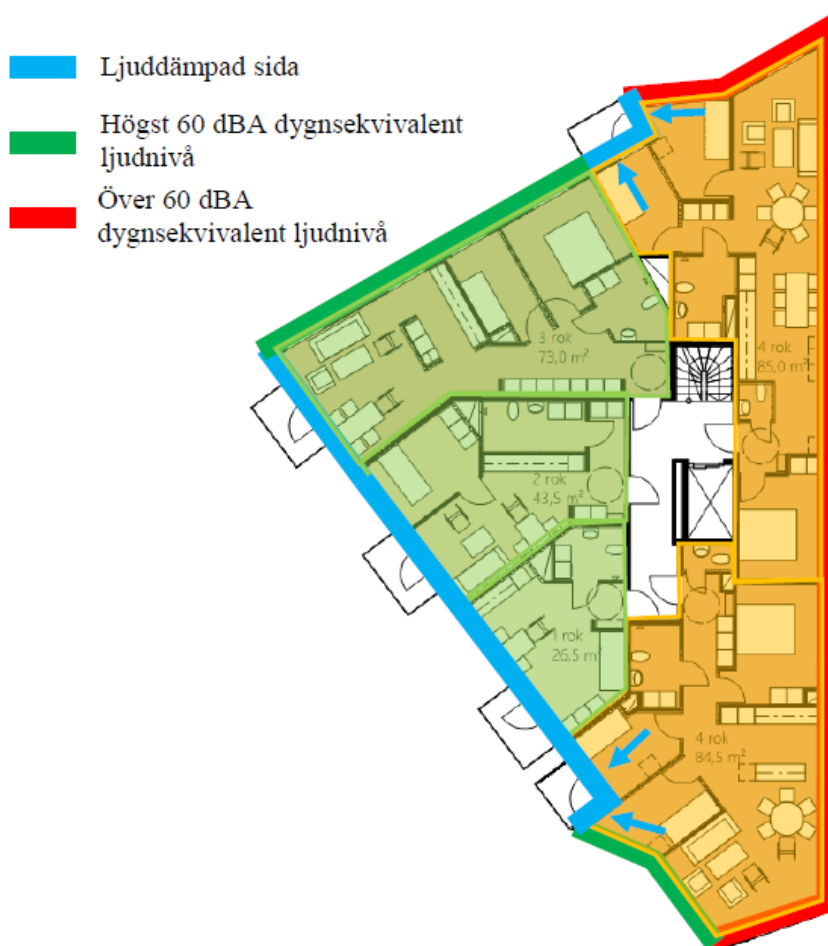 Ljuddämpad sida
Högst 60 dBA dygnsekvivalent
ljudnivå
Över 60 dBA
dygnsekvivalent ljudnivå
3 rok
73,0 m²
4 rok
85,0 m²
2 rok
43,5 m²
1 rok
26,5 m²
4 rok
84,5 m²